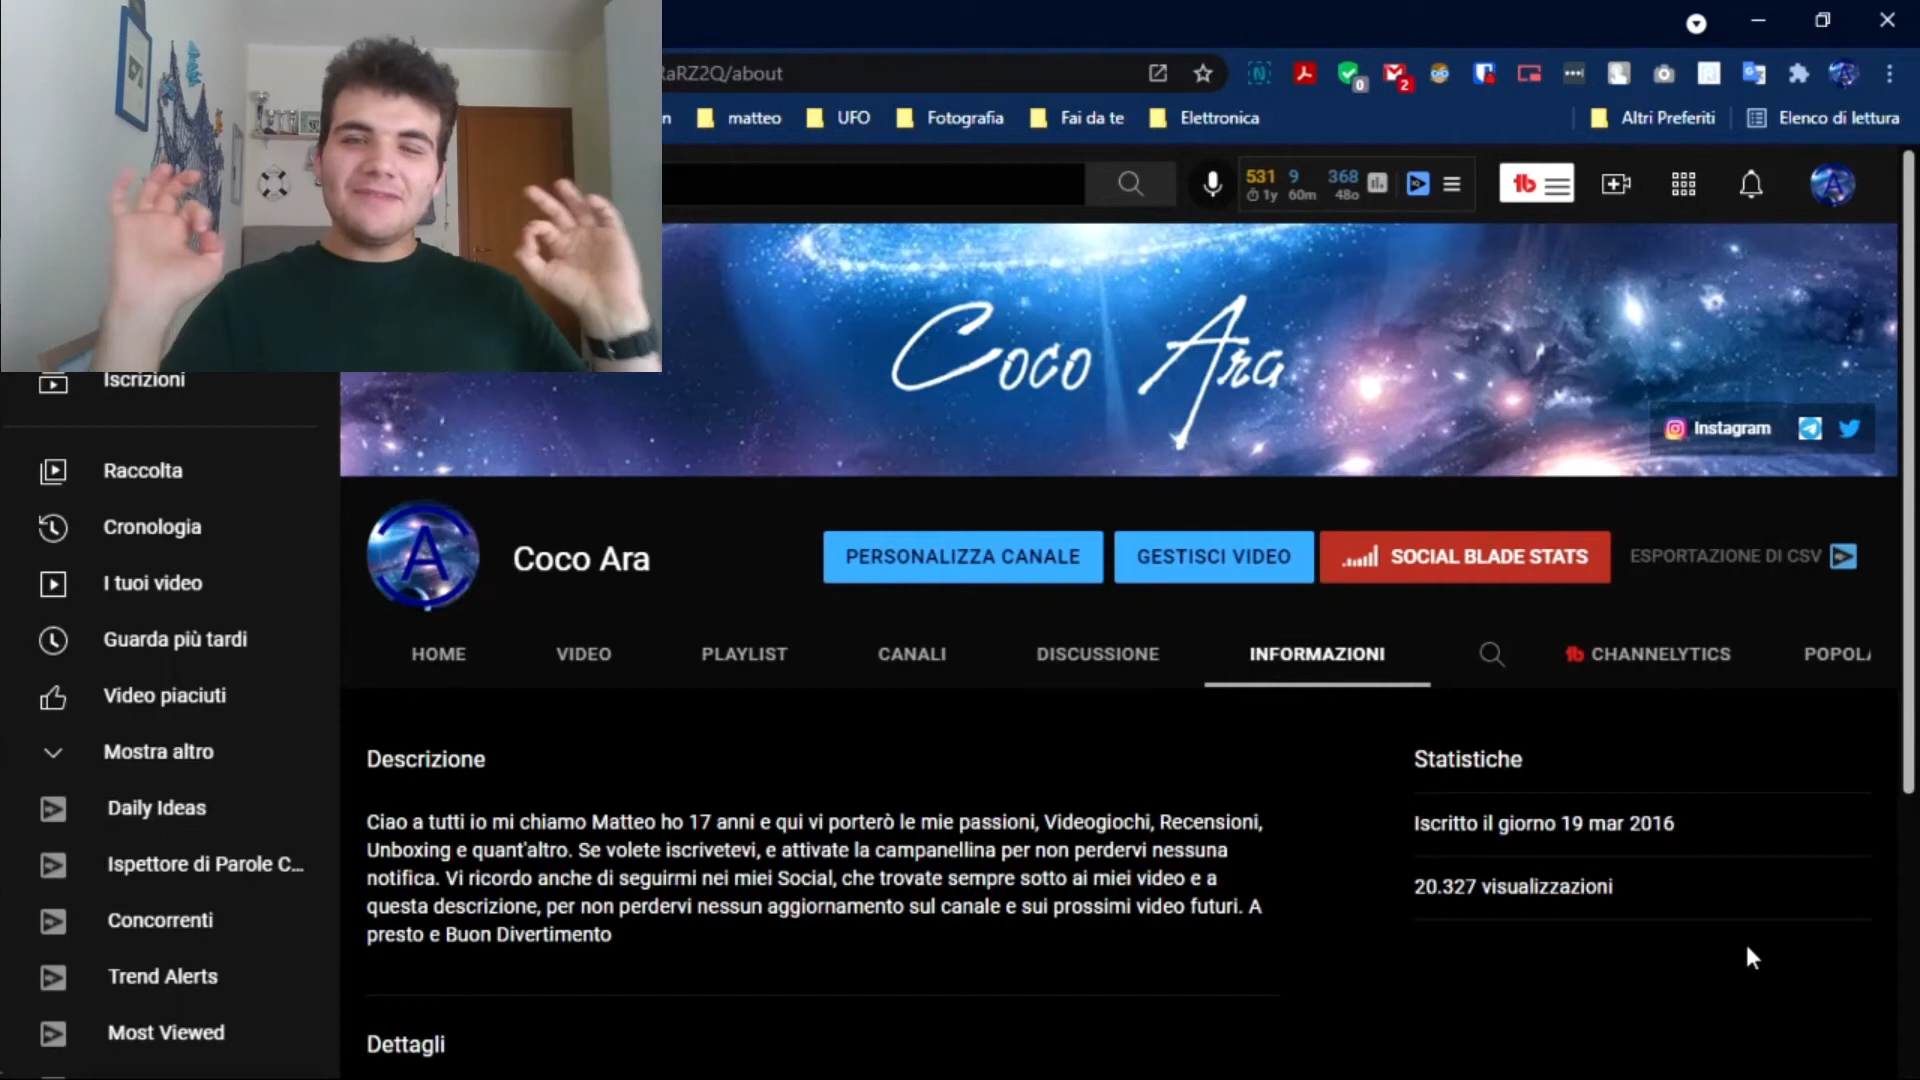 aRZ2Q/about
0
2
n
matteo
UFO
Fotografia
Fai da te
Elettronica
Altri Preferiti
Elenco di lettura
531 9 368
1y 60m 48o
Coco Ara
Instagram
Iscrizioni
Raccolta
Cronologia
I tuoi video
Guarda più tardi
Video piaciuti
Mostra altro
Daily Ideas
Ispettore di Parole C...
Concorrenti
Trend Alerts
Most Viewed
A
Coco Ara
PERSONALIZZA CANALE
GESTISCI VIDEO
SOCIAL BLADE STATS
ESPORTAZIONE DI CSV
HOME
VIDEO
PLAYLIST
CANALI
DISCUSSIONE
INFORMAZIONI
CHANNELYTICS
POPOLA
Descrizione
Ciao a tutti io mi chiamo Matteo ho 17 anni e qui vi porterò le mie passioni, Videogiochi, Recensioni,
Unboxing e quant'altro. Se volete iscrivetevi, e attivate la campanellina per non perdervi nessuna
notifica. Vi ricordo anche di seguirmi nei miei Social, che trovate sempre sotto ai miei video e a
questa descrizione, per non perdervi nessun aggiornamento sul canale e sui prossimi video futuri. A
presto e Buon Divertimento
Dettagli
Statistiche
Iscritto il giorno 19 mar 2016
20.327 visualizzazioni